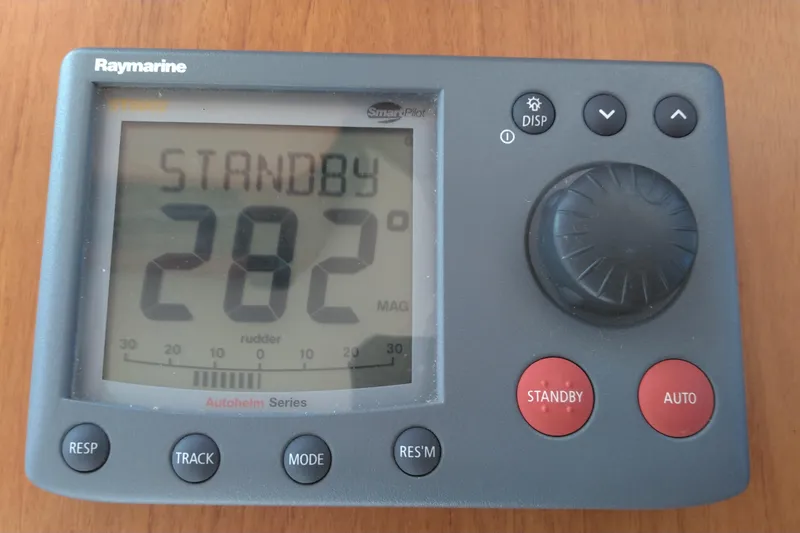 Raymarine
SmartPilot
DISP
STANDBY
282°
MAG
rudder
30 20 10 0 10 20 30
STANDBY
AUTO
Autohelm Series
RESP
TRACK
MODE
RES'M